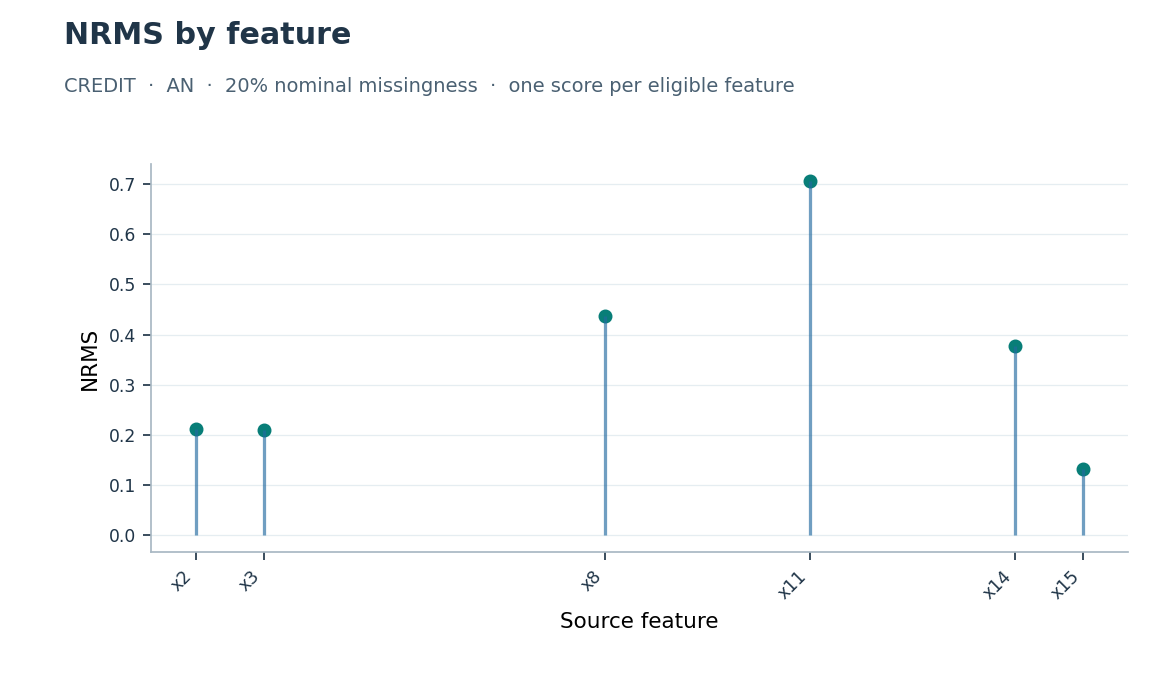 NRMS by feature
CREDIT · AN · 20% nominal missingness · one score per eligible feature
0.7
0.6
0.5
0.4
0.3
0.2
0.1
0.0
NRMS
x2 x3 x8 x11 x14 x15
Source feature